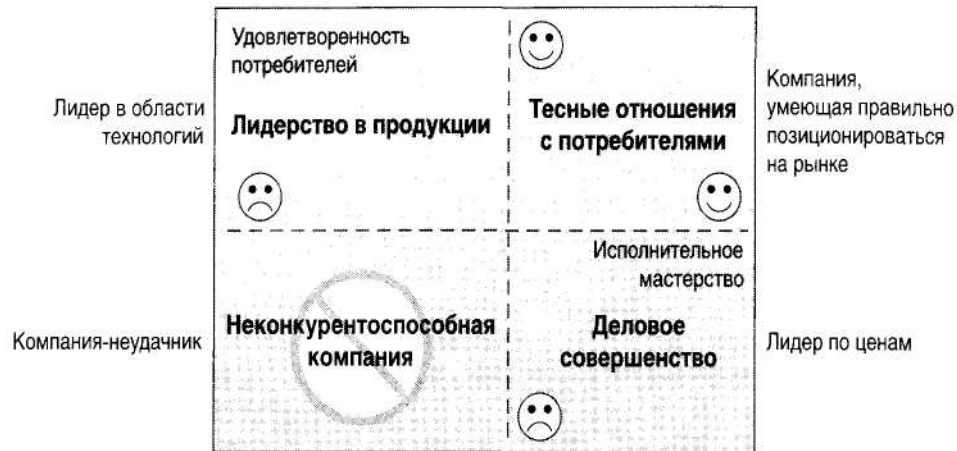 Удовлетворенность
потребителей
Лидер в области
технологий
Лидерство в продукции
Тесные отношения
с потребителями
Компания,
умеющая правильно
позиционироваться
на рынке
Исполнительное
мастерство
Компания-неудачник
Неконкурентоспособная
компания
Деловое
совершенство
Лидер по ценам